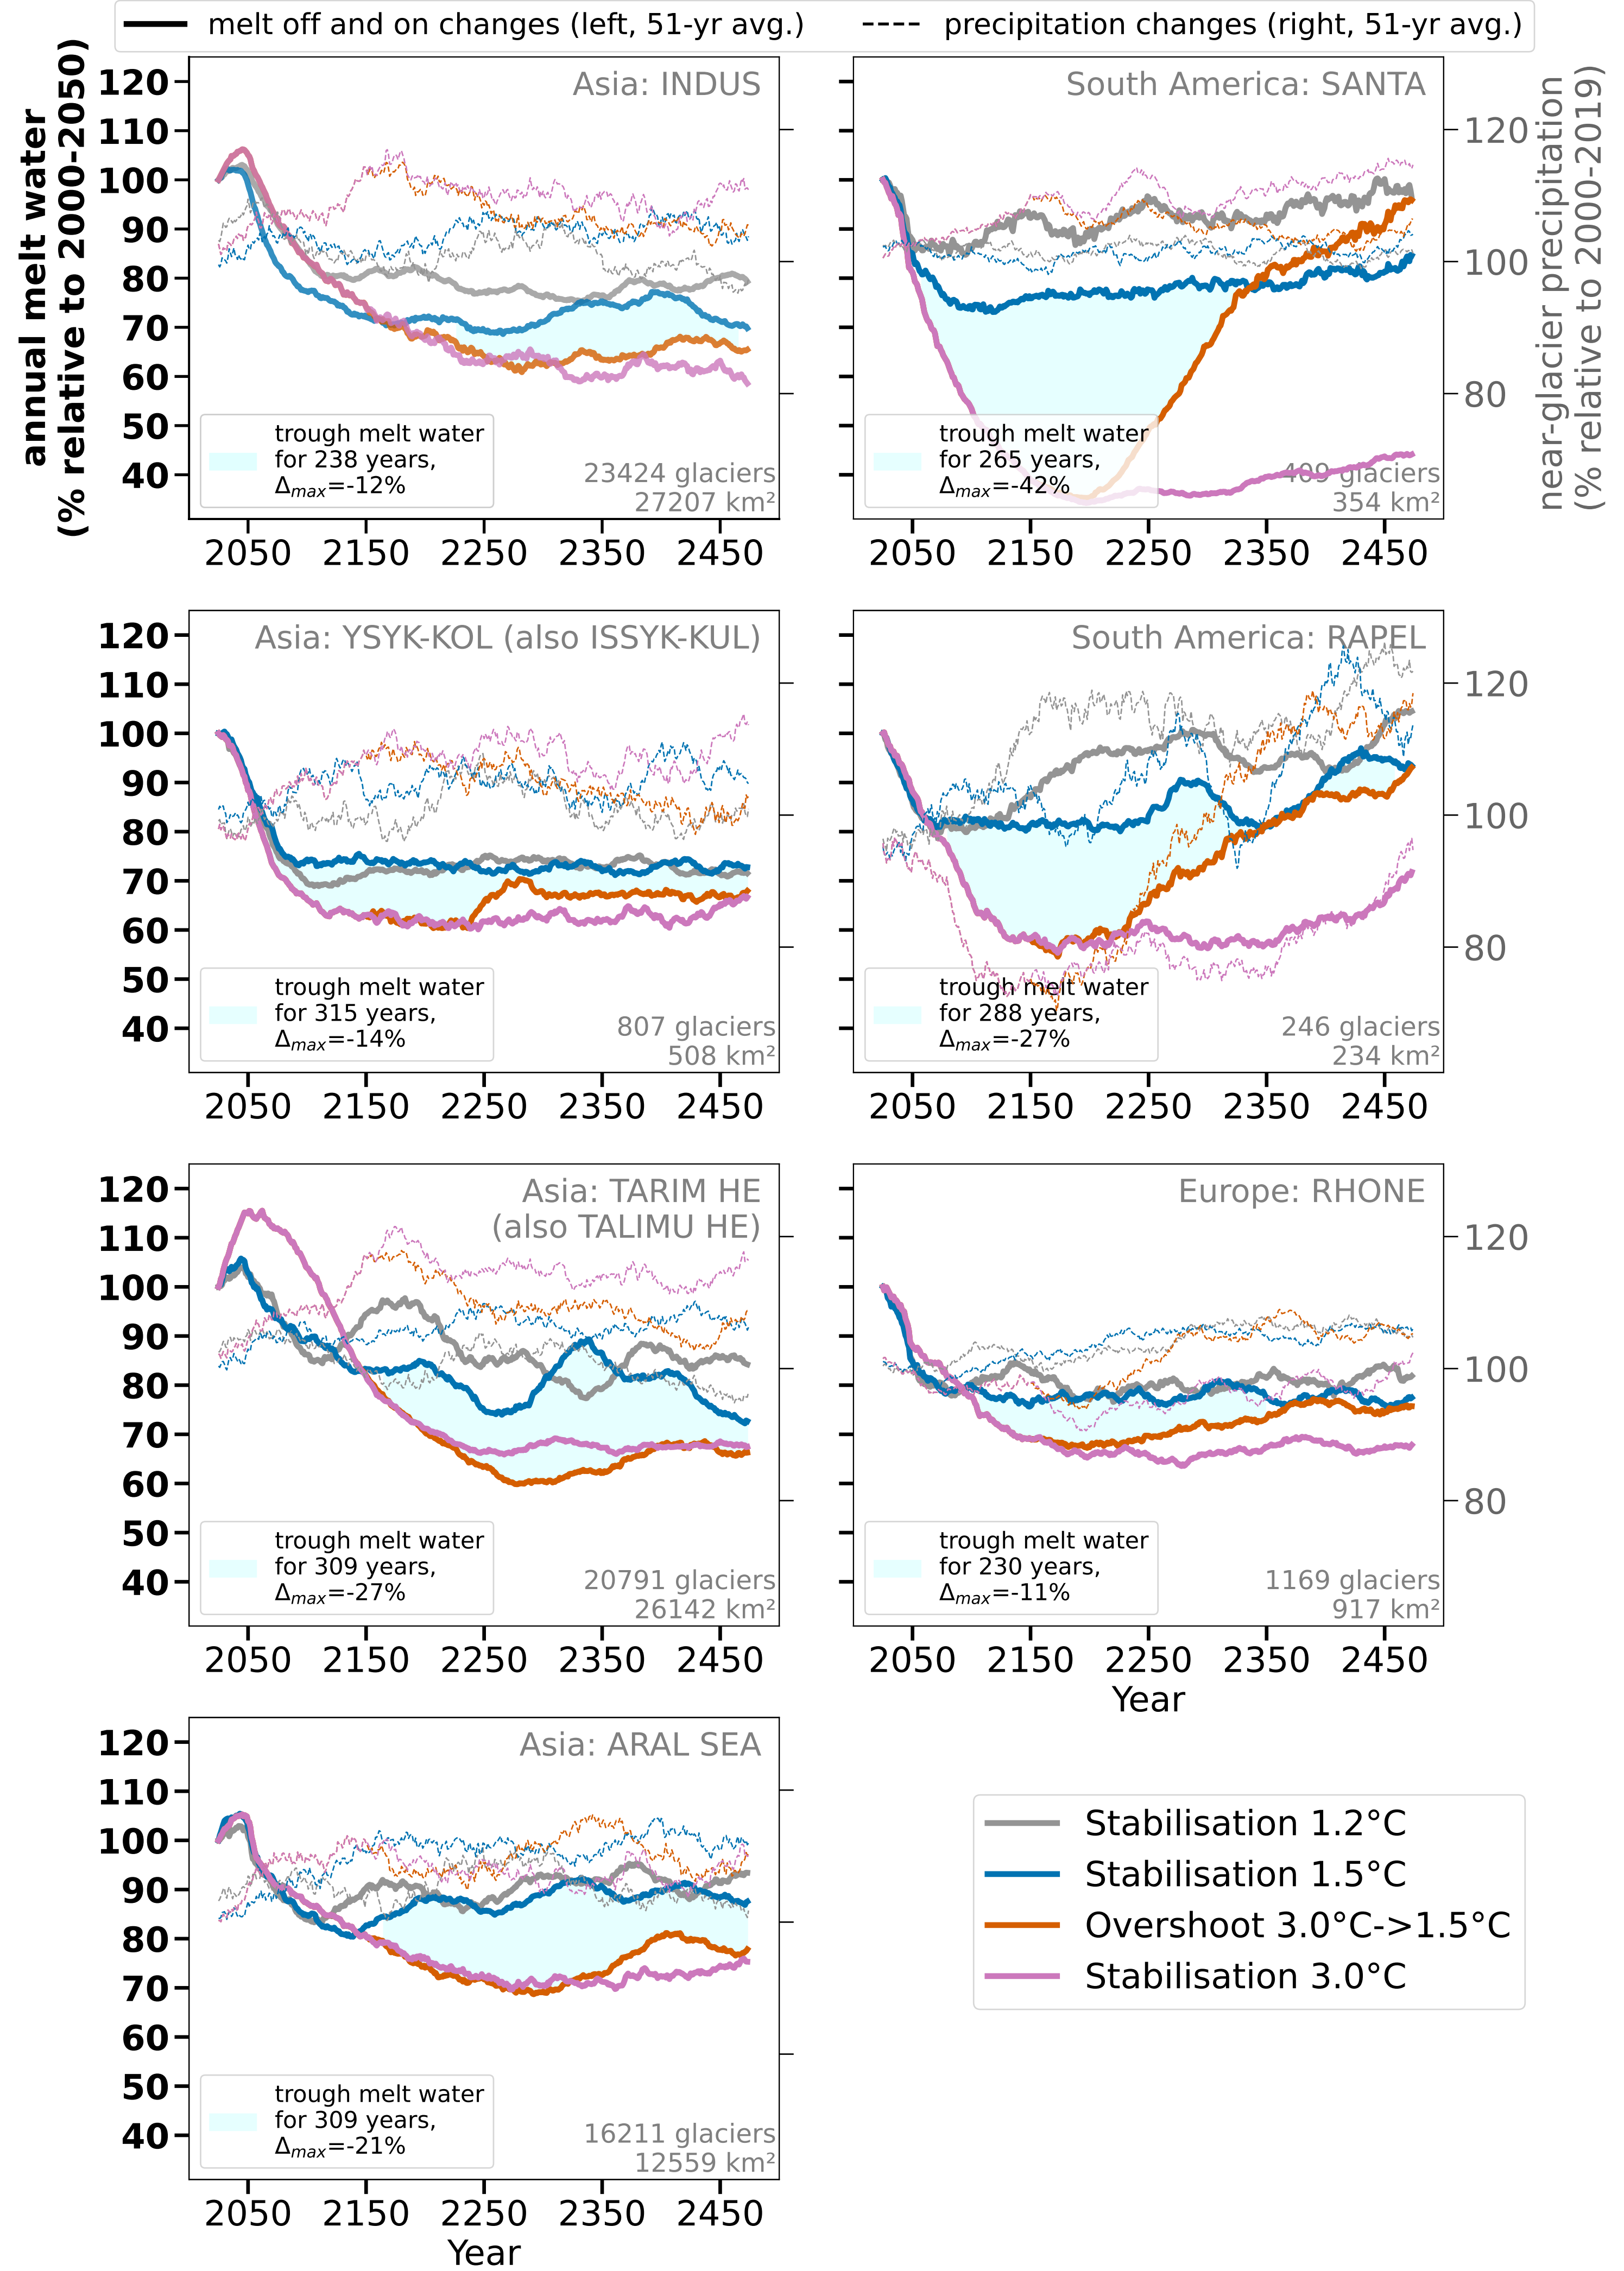 melt off and on changes (left, 51-yr avg.)
precipitation changes (right, 51-yr avg.)
annual melt water
(% relative to 2000-2050)
near-glacier precipitation
(% relative to 2000-2019)
Asia: INDUS
120
110
100
90
80
70
60
50
40
trough melt water
for 238 years,
Δmax=-12%
23424 glaciers
27207 km²
2050 2150 2250 2350 2450
South America: SANTA
120
100
80
trough melt water
for 265 years,
Δmax=-42%
409 glaciers
354 km²
2050 2150 2250 2350 2450
Asia: YSYK-KOL (also ISSYK-KUL)
120
110
100
90
80
70
60
50
40
trough melt water
for 315 years,
Δmax=-14%
807 glaciers
508 km²
2050 2150 2250 2350 2450
South America: RAPEL
120
100
80
trough melt water
for 288 years,
Δmax=-27%
246 glaciers
234 km²
2050 2150 2250 2350 2450
Asia: TARIM HE
(also TALIMU HE)
120
110
100
90
80
70
60
50
40
trough melt water
for 309 years,
Δmax=-27%
20791 glaciers
26142 km²
2050 2150 2250 2350 2450
Europe: RHONE
120
100
80
trough melt water
for 230 years,
Δmax=-11%
1169 glaciers
917 km²
2050 2150 2250 2350 2450
Year
Asia: ARAL SEA
120
110
100
90
80
70
60
50
40
trough melt water
for 309 years,
Δmax=-21%
16211 glaciers
12559 km²
2050 2150 2250 2350 2450
Year
Stabilisation 1.2°C
Stabilisation 1.5°C
Overshoot 3.0°C->1.5°C
Stabilisation 3.0°C